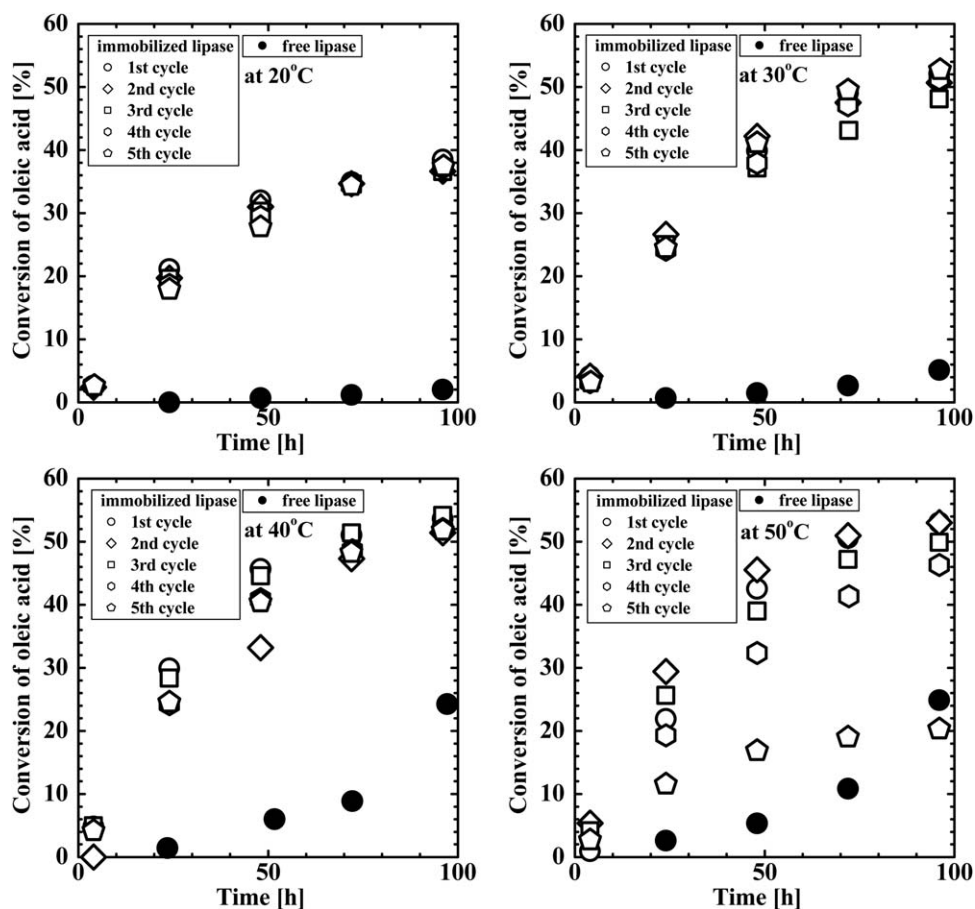 Conversion of oleic acid [%]
60
50
40
30
20
10
0
immobilized lipase
1st cycle
2nd cycle
3rd cycle
4th cycle
5th cycle
free lipase
at 20°C
0 50 100
Time [h]
Conversion of oleic acid [%]
60
50
40
30
20
10
0
immobilized lipase
1st cycle
2nd cycle
3rd cycle
4th cycle
5th cycle
free lipase
at 30°C
0 50 100
Time [h]
Conversion of oleic acid [%]
60
50
40
30
20
10
0
immobilized lipase
1st cycle
2nd cycle
3rd cycle
4th cycle
5th cycle
free lipase
at 40°C
0 50 100
Time [h]
Conversion of oleic acid [%]
60
50
40
30
20
10
0
immobilized lipase
1st cycle
2nd cycle
3rd cycle
4th cycle
5th cycle
free lipase
at 50°C
0 50 100
Time [h]